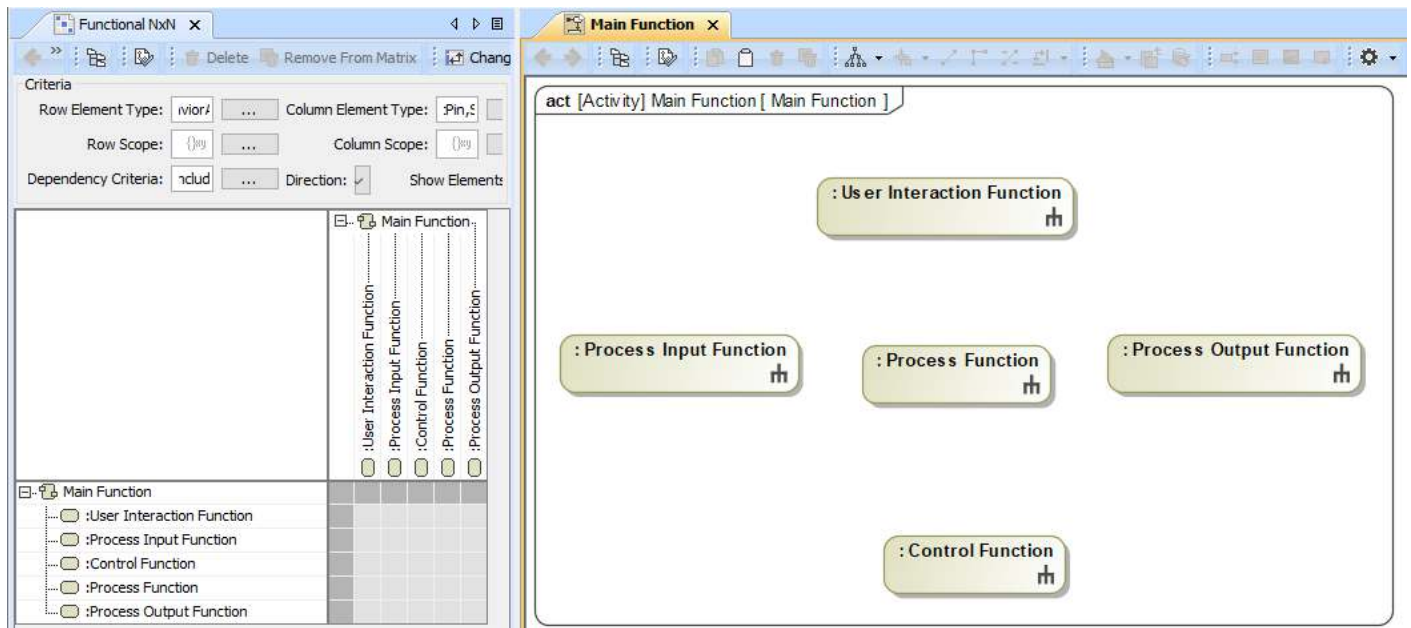 Functional NxN
Main Function
Delete Remove From Matrix Chang
Criteria
Row Element Type: ... Column Element Type: :Pin,S
Row Scope: ... Column Scope:
Dependency Criteria: nclud ... Direction: Show Elements
Main Function
:User Interaction Function
:Process Input Function
:Control Function
:Process Function
:Process Output Function
Main Function
:User Interaction Function
:Process Input Function
:Control Function
:Process Function
:Process Output Function
act [Activity] Main Function [ Main Function ]
: User Interaction Function
: Process Input Function
: Process Function
: Process Output Function
: Control Function